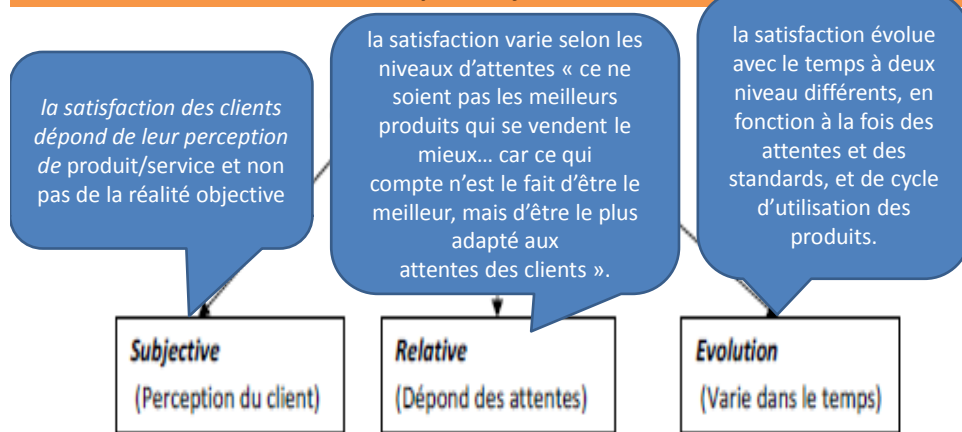 la satisfaction des clients
dépond de leur perception
de produit/service et non
pas de la réalité objective
la satisfaction varie selon les
niveaux d’attentes « ce ne
soient pas les meilleurs
produits qui se vendent le
mieux… car ce qui
compte n’est le fait d’être le
meilleur, mais d’être le plus
adapté aux
attentes des clients ».
la satisfaction évolue
avec le temps à deux
niveau différents, en
fonction à la fois des
attentes et des
standards, et de cycle
d’utilisation des
produits.
Subjective
(Perception du client)
Relative
(Dépond des attentes)
Evolution
(Varie dans le temps)